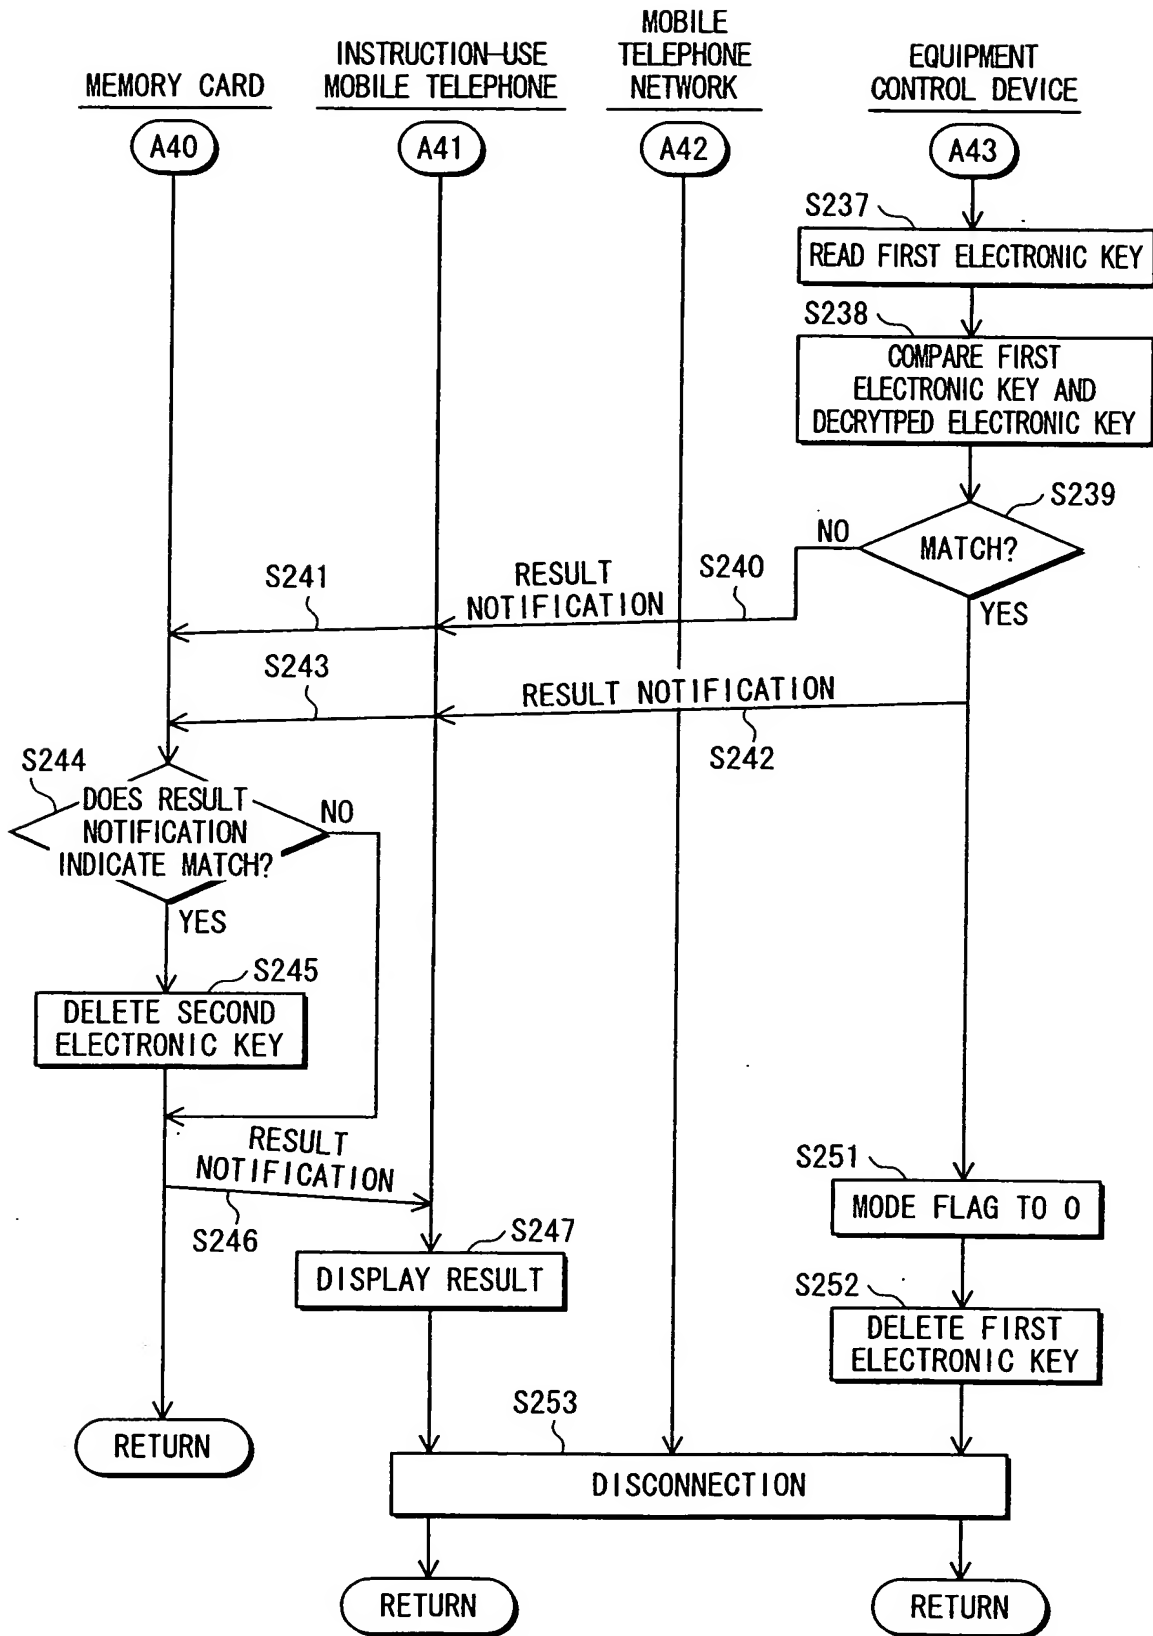 MEMORY CARD
INSTRUCTION-USE
MOBILE TELEPHONE
MOBILE
TELEPHONE
NETWORK
EQUIPMENT
CONTROL DEVICE
A40
A41
A42
A43
S237
READ FIRST ELECTRONIC KEY
S238
COMPARE FIRST
ELECTRONIC KEY AND
DECRYTPED ELECTRONIC KEY
S239
MATCH?
NO
YES
S241
RESULT
NOTIFICATION
S240
S243
RESULT NOTIFICATION
S242
S244
DOES RESULT
NOTIFICATION
INDICATE MATCH?
NO
YES
S245
DELETE SECOND
ELECTRONIC KEY
RESULT
NOTIFICATION
S246
S247
DISPLAY RESULT
S251
MODE FLAG TO 0
S252
DELETE FIRST
ELECTRONIC KEY
S253
DISCONNECTION
RETURN
RETURN
RETURN